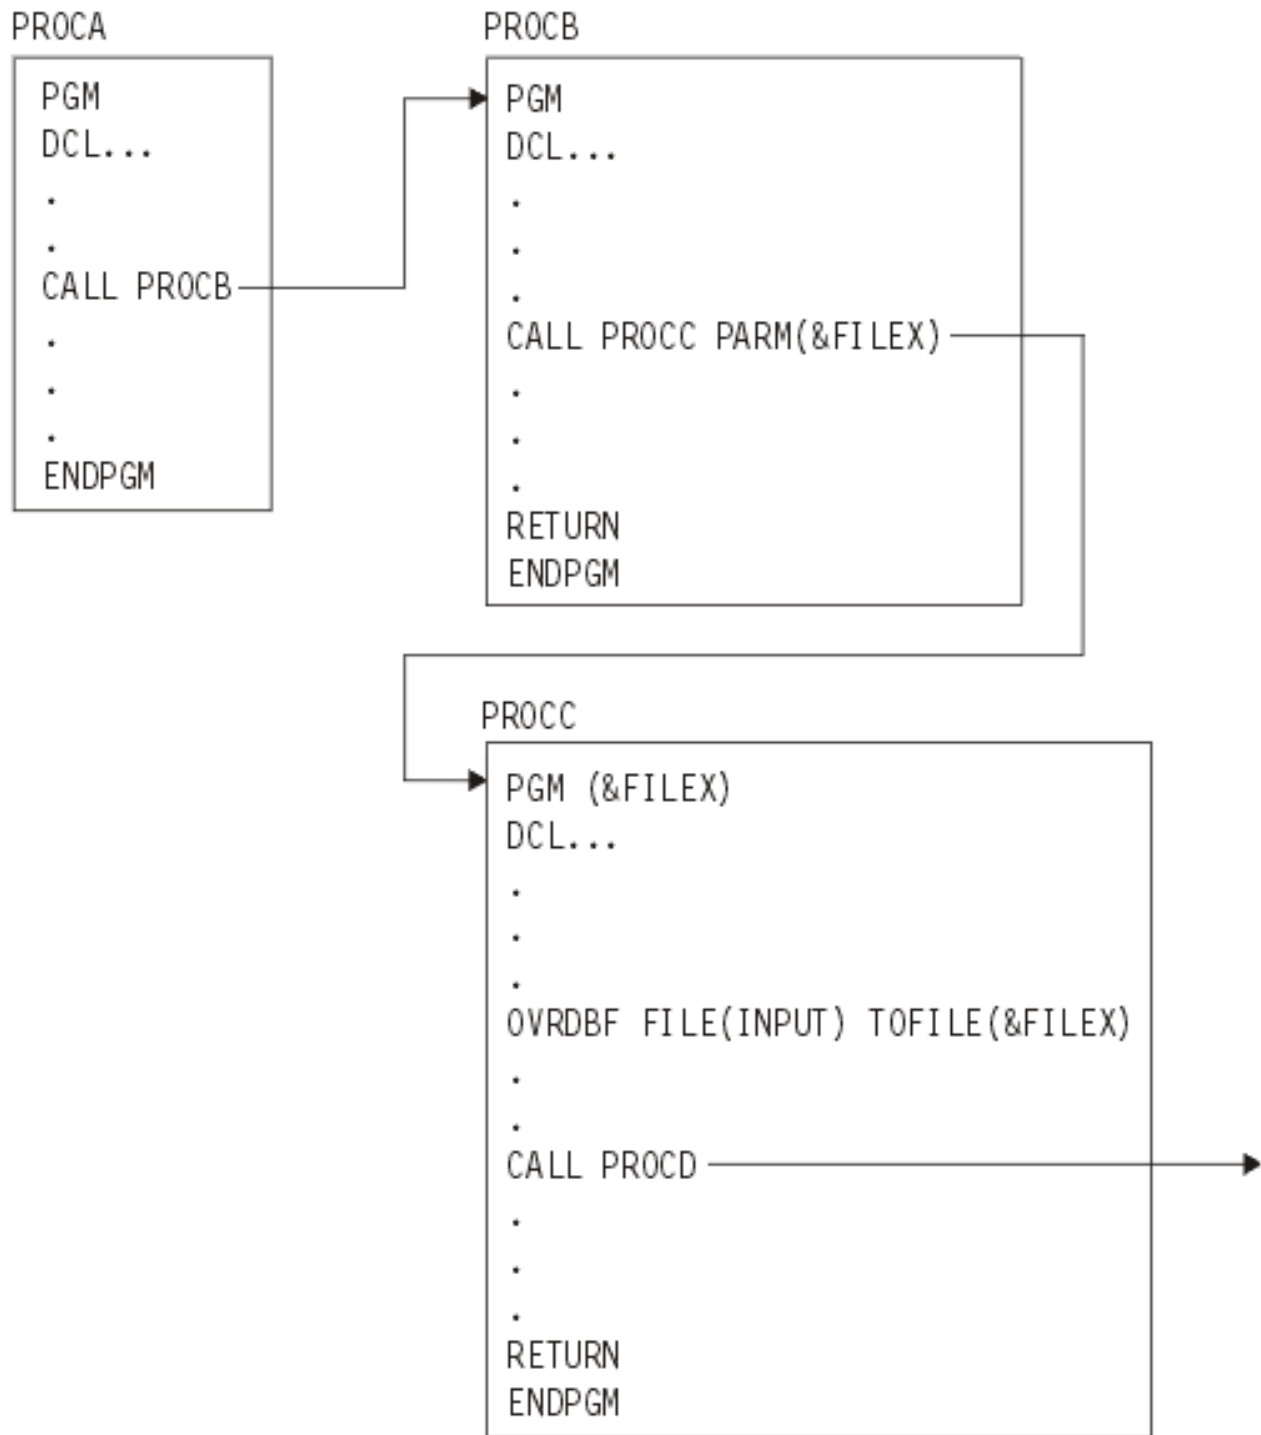 PROCA
PGM
DCL...
.
.
CALL PROCB
.
.
.
ENDPGM
PROCB
PGM
DCL...
.
.
.
CALL PROCC PARM(&FILEX)
.
.
.
RETURN
ENDPGM
PROCC
PGM (&FILEX)
DCL...
.
.
.
OVRDBF FILE(INPUT) TOFILE(&FILEX)
.
.
CALL PROCD
.
.
.
RETURN
ENDPGM